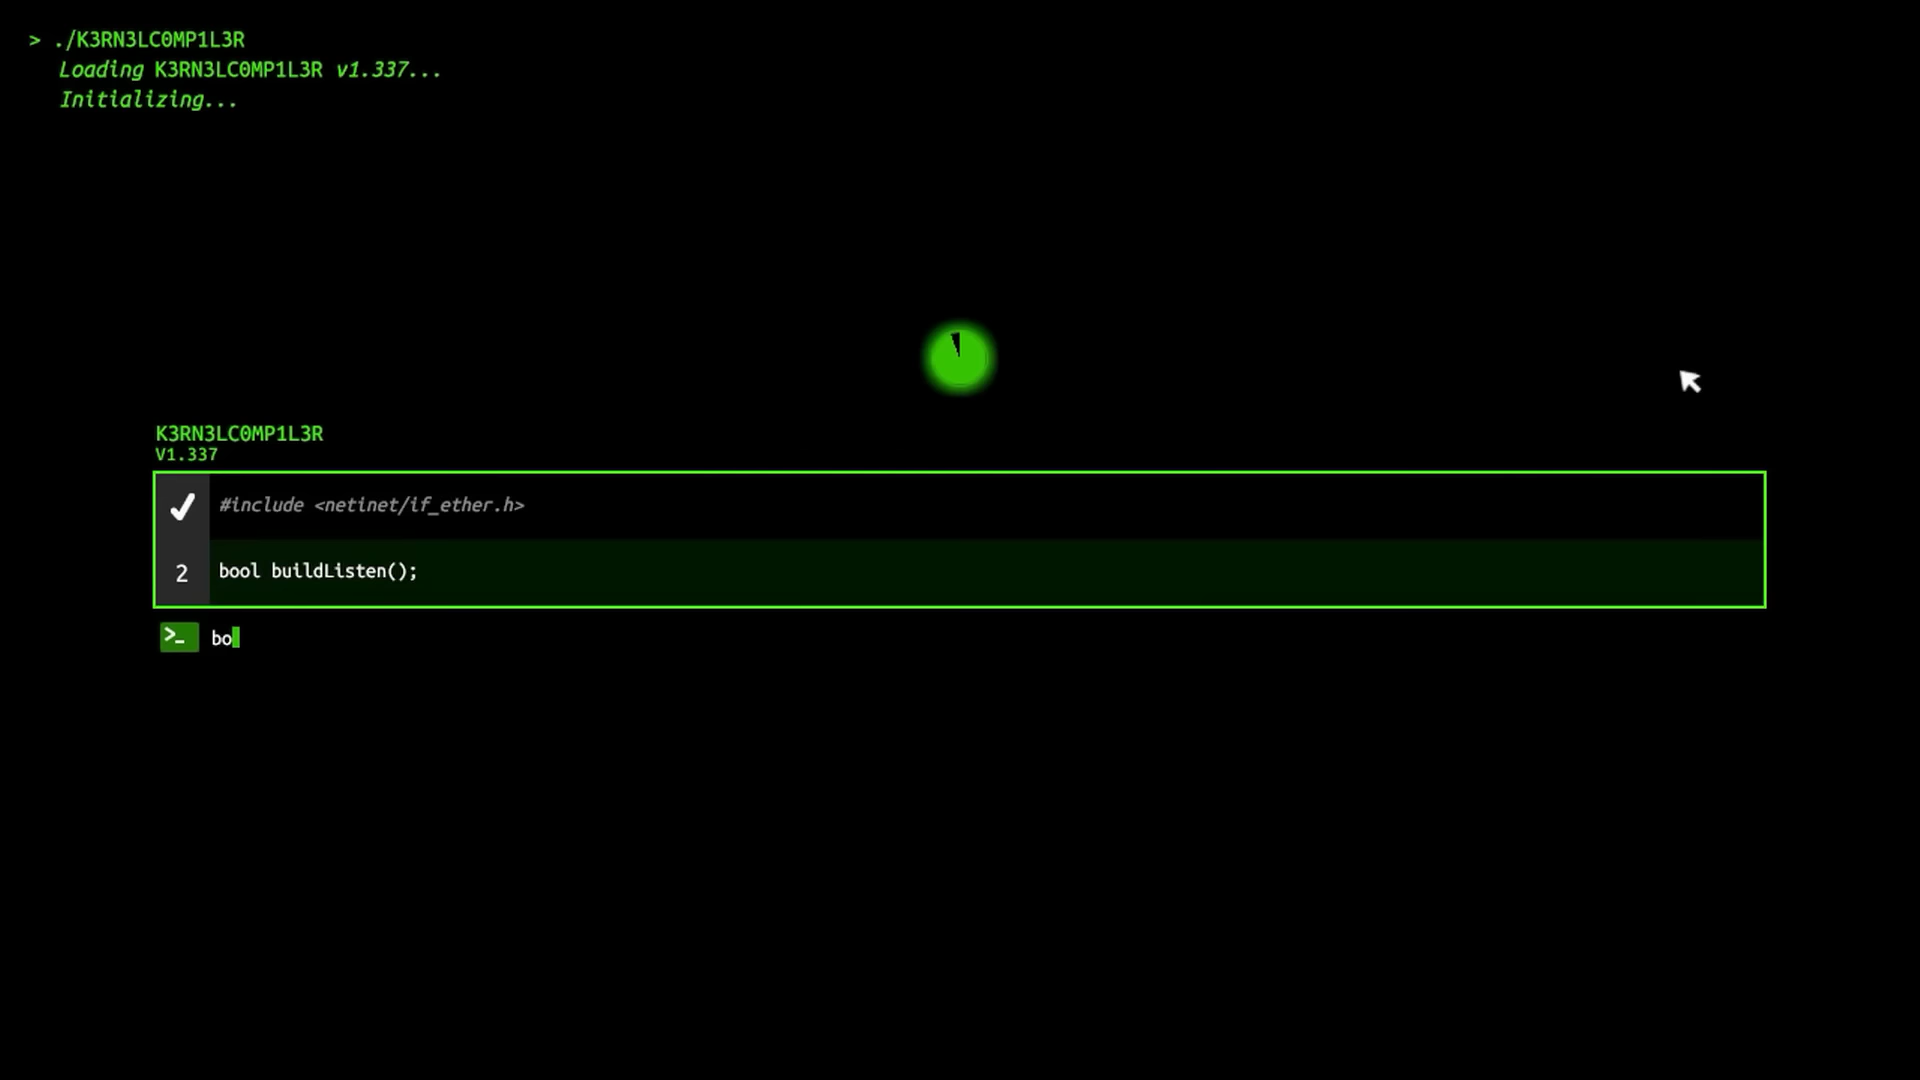 > ./K3RN3LC0MP1L3R
Loading K3RN3LC0MP1L3R v1.337...
Initializing...
K3RN3LC0MP1L3R
V1.337
#include <netinet/if_ether.h>
2 bool buildListen();
>_ bo